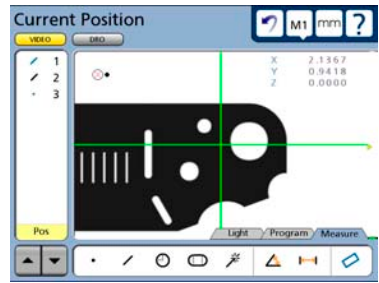 Current Position
M1 mm ?
VIDEO DRO
1
2
3
X 2.1367
Y 0.9418
Z 0.0000
Pos
Light Program Measure